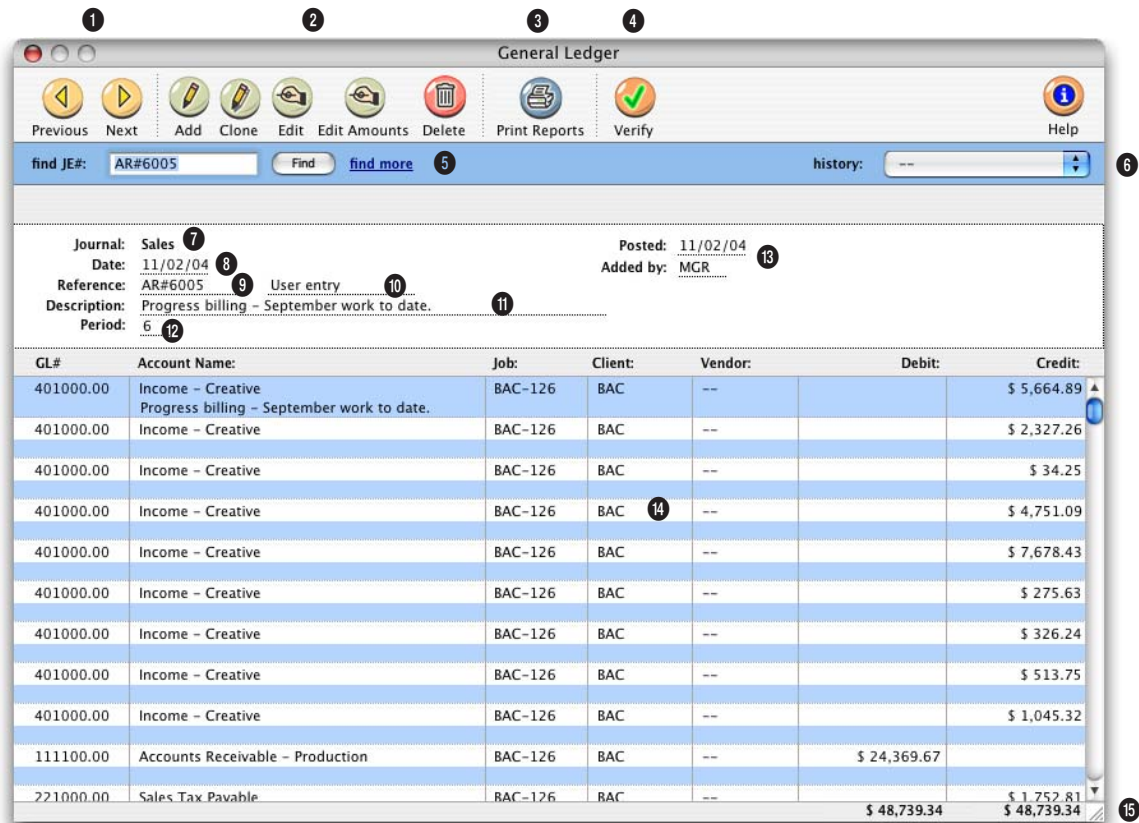 1 2 3 4
General Ledger
Previous Next Add Clone Edit Edit Amounts Delete Print Reports Verify Help
find JE#: AR#6005 Find find more 5 history: -- 6
Journal: Sales 7
Date: 11/02/04 8
Reference: AR#6005 9 User entry 10
Description: Progress billing – September work to date. 11
Period: 6 12
Posted: 11/02/04
Added by: MGR 13
GL# Account Name: Job: Client: Vendor: Debit: Credit:
401000.00 Income – Creative BAC-126 BAC -- $ 5,664.89
Progress billing – September work to date.
401000.00 Income – Creative BAC-126 BAC -- $ 2,327.26
401000.00 Income – Creative BAC-126 BAC -- $ 34.25
401000.00 Income – Creative BAC-126 BAC 14 -- $ 4,751.09
401000.00 Income – Creative BAC-126 BAC -- $ 7,678.43
401000.00 Income – Creative BAC-126 BAC -- $ 275.63
401000.00 Income – Creative BAC-126 BAC -- $ 326.24
401000.00 Income – Creative BAC-126 BAC -- $ 513.75
401000.00 Income – Creative BAC-126 BAC -- $ 1,045.32
111100.00 Accounts Receivable – Production BAC-126 BAC -- $ 24,369.67
221000.00 Sales Tax Payable BAC-126 BAC -- $ 1,752.81
$ 48,739.34 $ 48,739.34 15